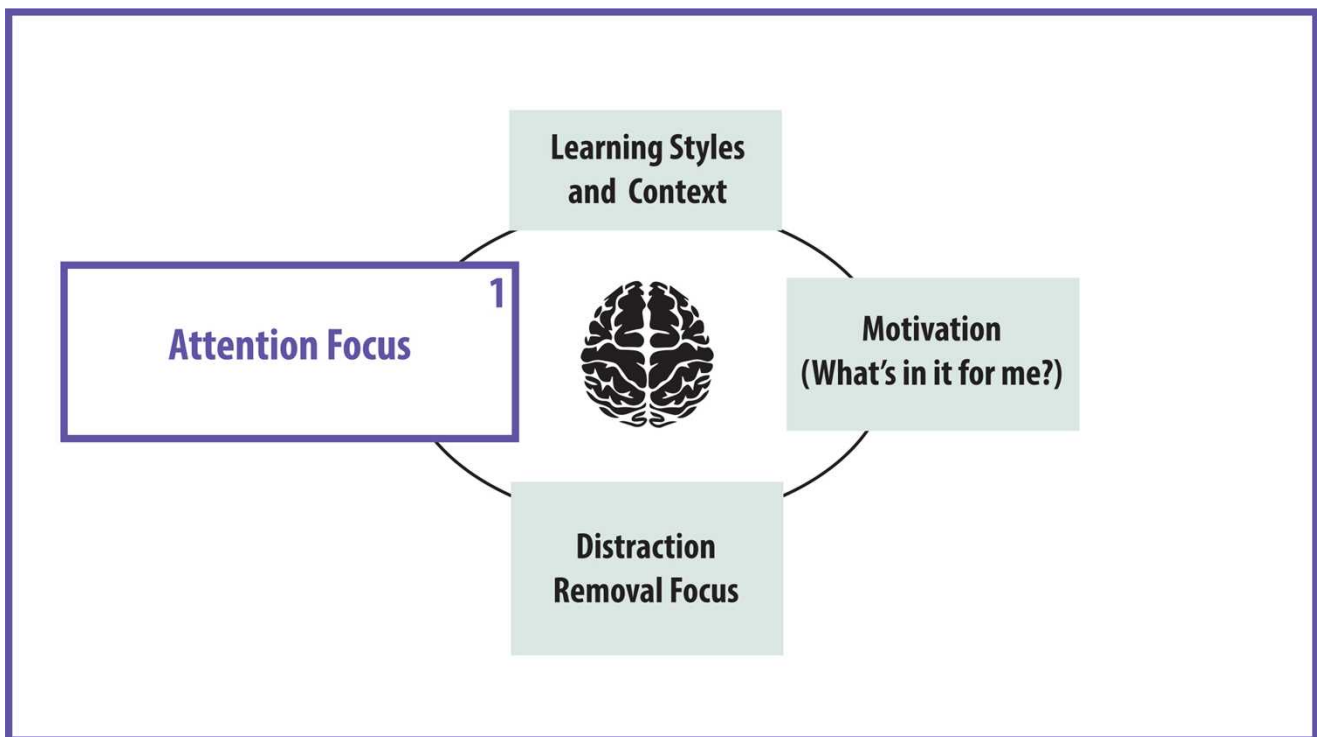 Learning Styles
and Context
1
Attention Focus
Motivation
(What's in it for me?)
Distraction
Removal Focus